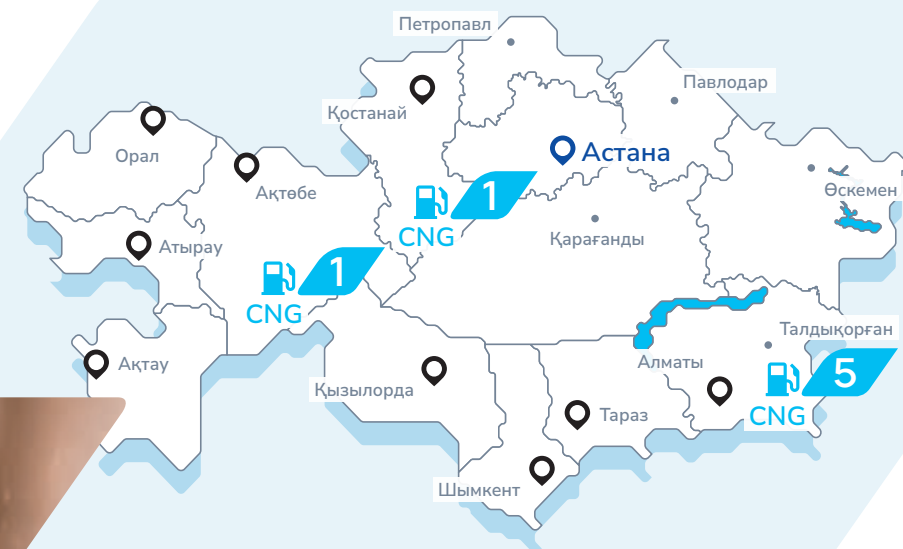 Петропавл
Павлодар
Қостанай
Астана
Орал
Ақтөбе
Өскемен
1
CNG
Қарағанды
Атырау
1
CNG
Талдықорған
Алматы
Ақтау
5
CNG
Қызылорда
Тараз
Шымкент